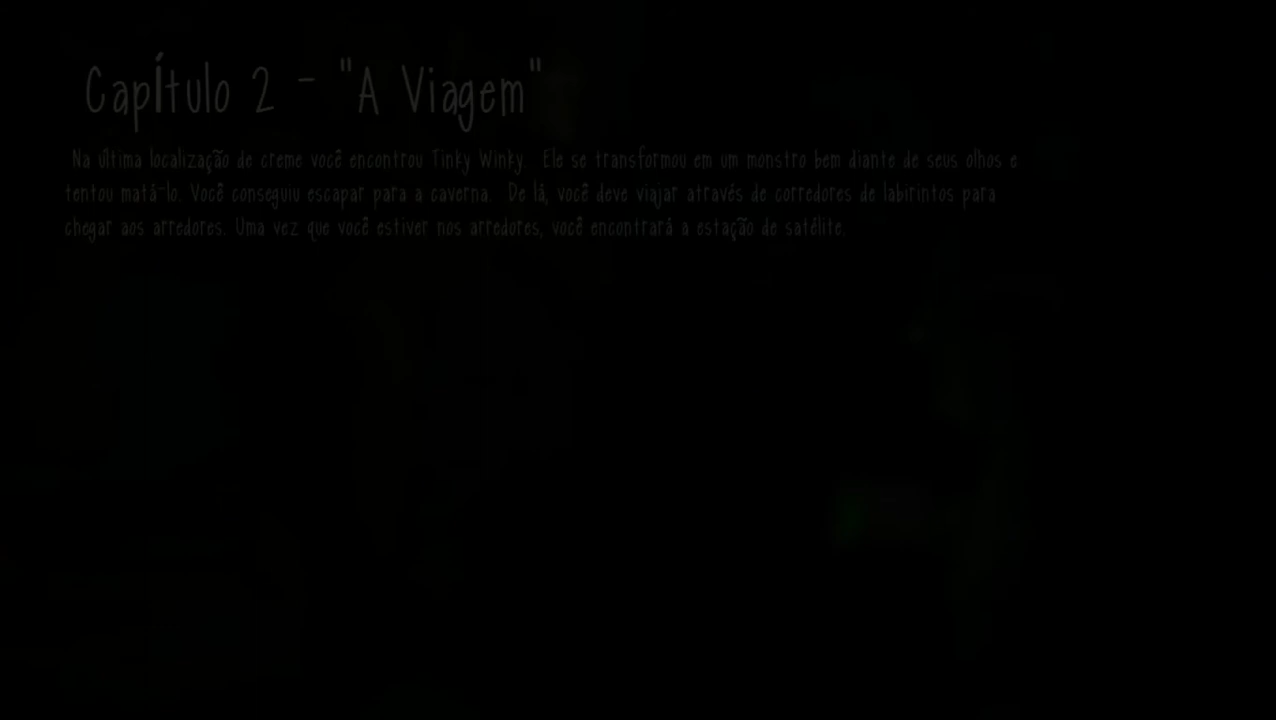 Capítulo 2 - "A Viagem"
Na última localização de creme você encontrou Tinky Winky. Ele se transformou em um monstro bem diante de seus olhos e
tentou matá-lo. Você conseguiu escapar para a caverna. De lá, você deve viajar através de corredores de labirintos para
chegar aos arredores. Uma vez que você estiver nos arredores, você encontrará a estação de satélite.